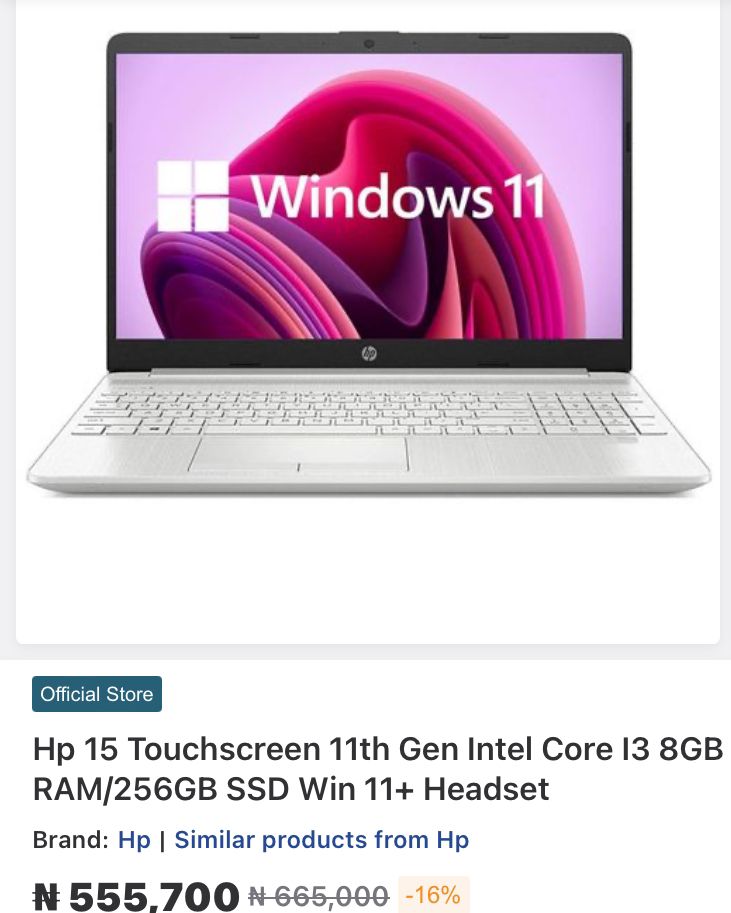 Windows 11
hp
Official Store
Hp 15 Touchscreen 11th Gen Intel Core I3 8GB
RAM/256GB SSD Win 11+ Headset
Brand: Hp | Similar products from Hp
₦ 555,700 ₦ 665,000 -16%